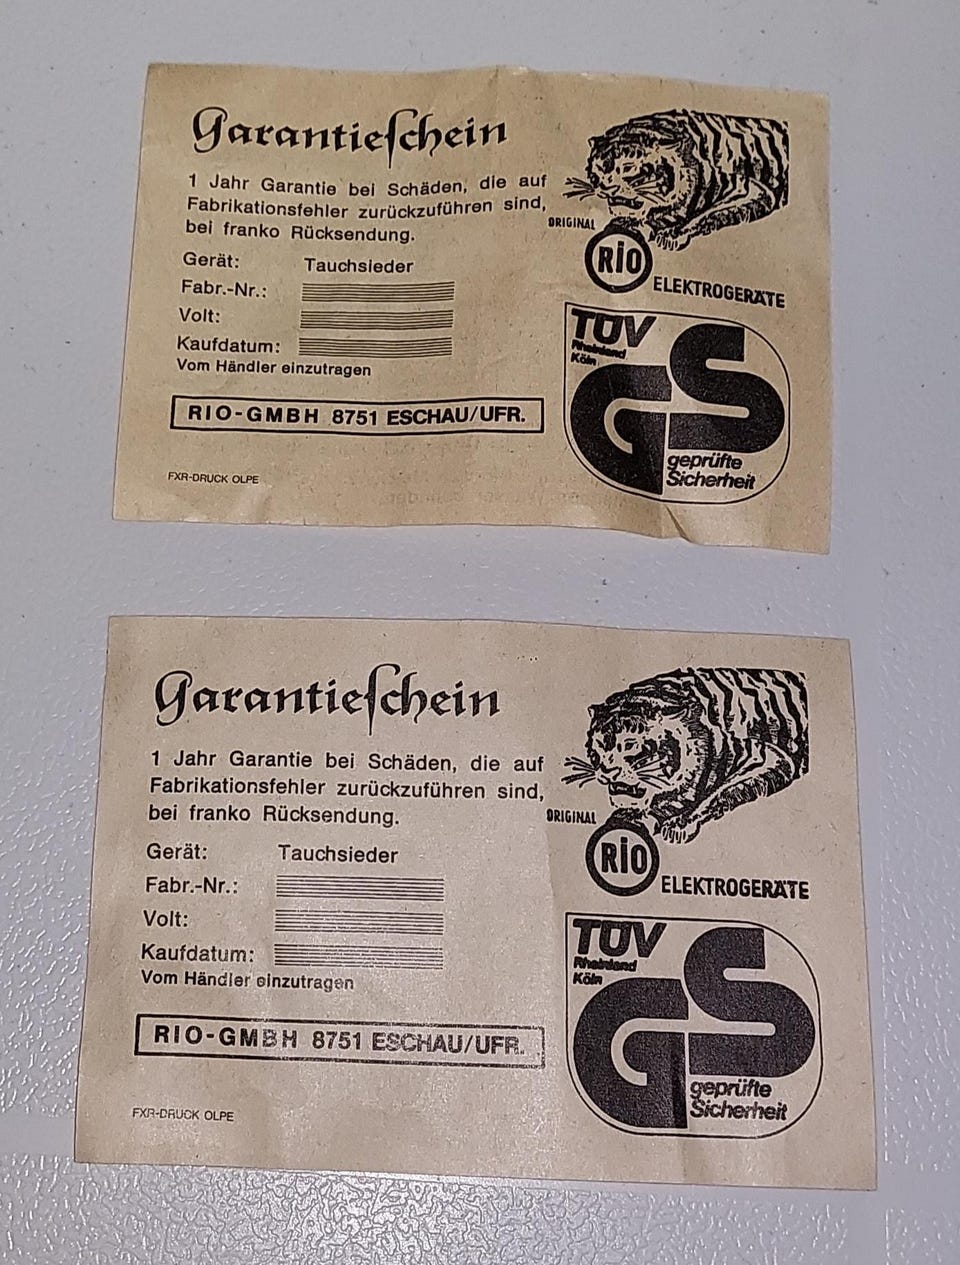 Garantieschein
1 Jahr Garantie bei Schäden, die auf
Fabrikationsfehler zurückzuführen sind,
bei franko Rücksendung.
Gerät: Tauchsieder
Fabr.-Nr.:
Volt:
Kaufdatum:
Vom Händler einzutragen
RIO-GMBH 8751 ESCHAU/UFR.
FXR-DRUCK OLPE
ORIGINAL
RIO
ELEKTROGERÄTE
TÜV
Rheinland
Köln
GS
geprüfte
Sicherheit
Garantieschein
1 Jahr Garantie bei Schäden, die auf
Fabrikationsfehler zurückzuführen sind,
bei franko Rücksendung.
Gerät: Tauchsieder
Fabr.-Nr.:
Volt:
Kaufdatum:
Vom Händler einzutragen
RIO-GMBH 8751 ESCHAU/UFR.
FXR-DRUCK OLPE
ORIGINAL
RIO
ELEKTROGERÄTE
TÜV
Rheinland
Köln
GS
geprüfte
Sicherheit